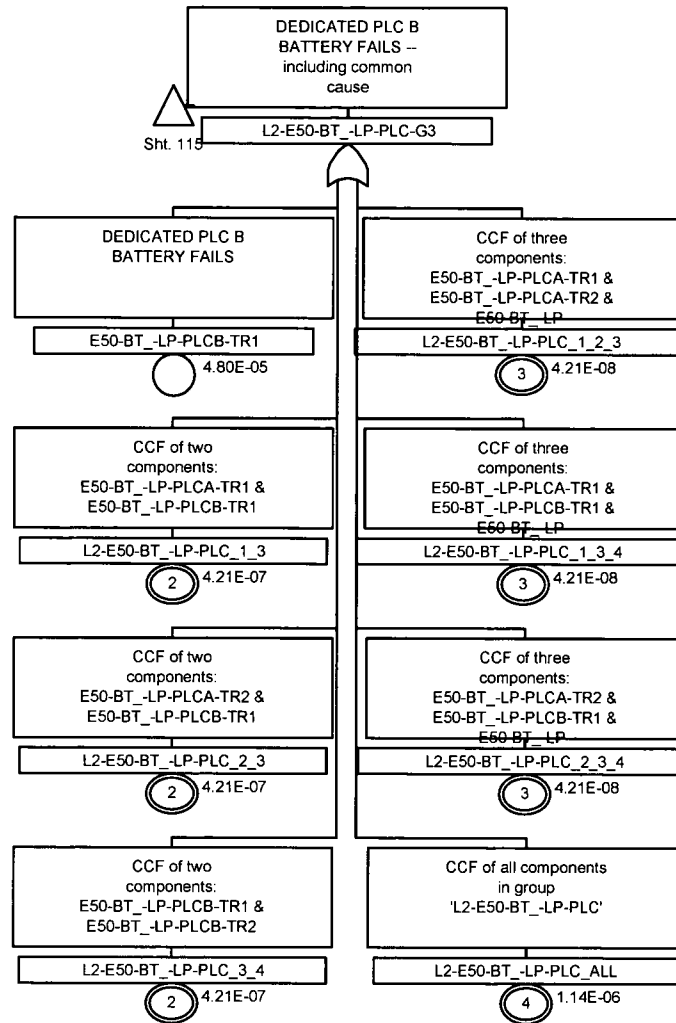 DEDICATED PLC B
BATTERY FAILS --
including common
cause
Sht. 115
L2-E50-BT_-LP-PLC-G3
DEDICATED PLC B
BATTERY FAILS
E50-BT_-LP-PLCB-TR1
4.80E-05
CCF of three
components:
E50-BT_-LP-PLCA-TR1 &
E50-BT_-LP-PLCA-TR2 &
E50-BT_-LP
L2-E50-BT_-LP-PLC_1_2_3
3
4.21E-08
CCF of two
components:
E50-BT_-LP-PLCA-TR1 &
E50-BT_-LP-PLCB-TR1
L2-E50-BT_-LP-PLC_1_3
2
4.21E-07
CCF of three
components:
E50-BT_-LP-PLCA-TR1 &
E50-BT_-LP-PLCB-TR1 &
E50-BT_-LP
L2-E50-BT_-LP-PLC_1_3_4
3
4.21E-08
CCF of two
components:
E50-BT_-LP-PLCA-TR2 &
E50-BT_-LP-PLCB-TR1
L2-E50-BT_-LP-PLC_2_3
2
4.21E-07
CCF of three
components:
E50-BT_-LP-PLCA-TR2 &
E50-BT_-LP-PLCB-TR1 &
E50-BT_-LP
L2-E50-BT_-LP-PLC_2_3_4
3
4.21E-08
CCF of two
components:
E50-BT_-LP-PLCB-TR1 &
E50-BT_-LP-PLCB-TR2
L2-E50-BT_-LP-PLC_3_4
2
4.21E-07
CCF of all components
in group
'L2-E50-BT_-LP-PLC'
L2-E50-BT_-LP-PLC_ALL
4
1.14E-06